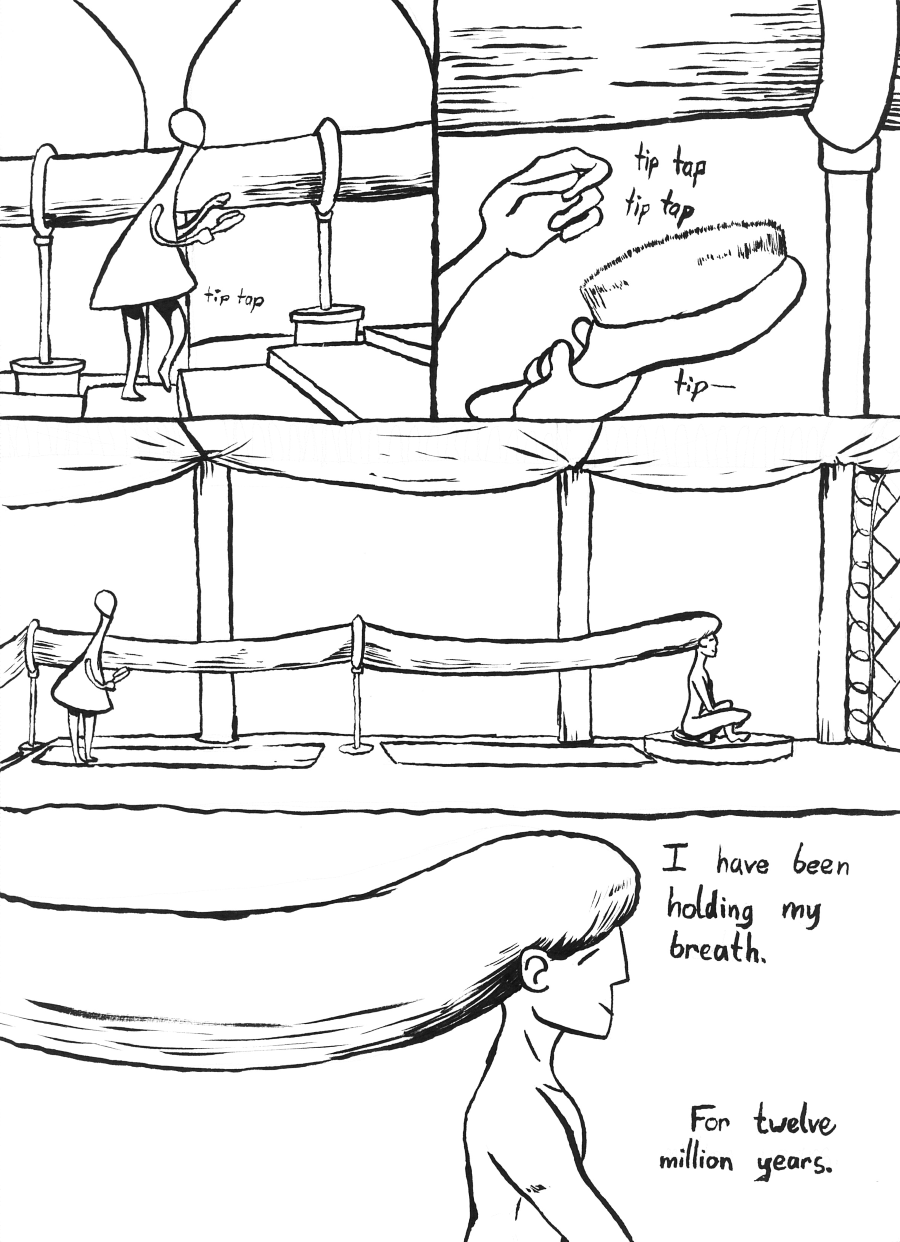 tip tap
tip tap
tip tap
tip—
I have been
holding my
breath.
For twelve
million years.